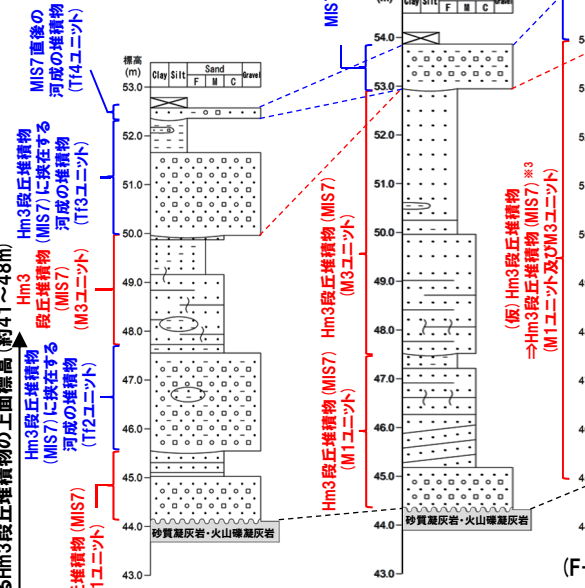 MIS7直後の
河成の堆積物
(Tf4ユニット)
Hm3段丘堆積物
(MIS7)に挟在する
河成の堆積物
(Tf3ユニット)
Hm3
段丘堆積物
(MIS7)
(M3ユニット)
Hm3段丘堆積物
(MIS7)に挟在する
河成の堆積物
(Tf2ユニット)
堆積物(MIS7)
1ユニット)
Hm3段丘堆積物の上面標高(約41～48m)
標高
(m)
Clay
Silt
Sand
F
M
C
Gravel
53.0
52.0
51.0
50.0
49.0
48.0
47.0
46.0
45.0
44.0
43.0
砂質凝灰岩・火山礫凝灰岩
MIS
Hm3段丘堆積物(MIS7)
(M3ユニット)
Hm3段丘堆積物(MIS7)
(M1ユニット)
Clay
Silt
F
M
C
Gravel
54.0
53.0
52.0
51.0
50.0
49.0
48.0
47.0
46.0
45.0
44.0
43.0
砂質凝灰岩・火山礫凝灰岩
(仮)Hm3段丘堆積物
⇒Hm3段丘堆積物(MIS7)※3
(M1ユニット及びM3ユニット)
(F-